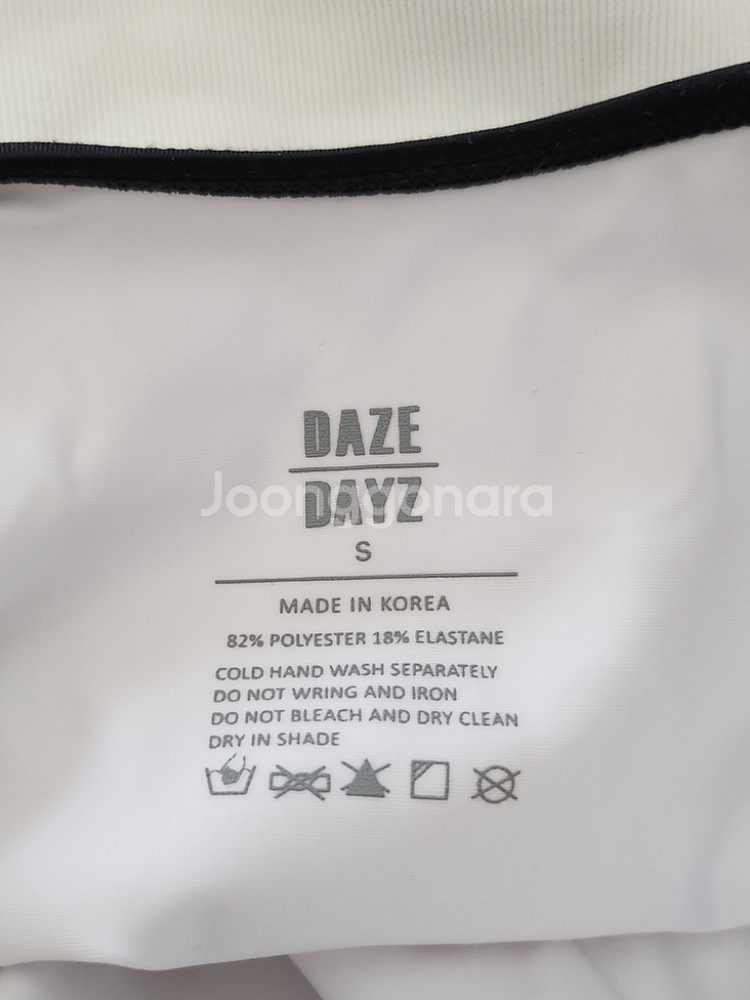 DAZE
DAYZ
Joonggonara
S
MADE IN KOREA
82% POLYESTER 18% ELASTANE
COLD HAND WASH SEPARATELY
DO NOT WRING AND IRON
DO NOT BLEACH AND DRY CLEAN
DRY IN SHADE